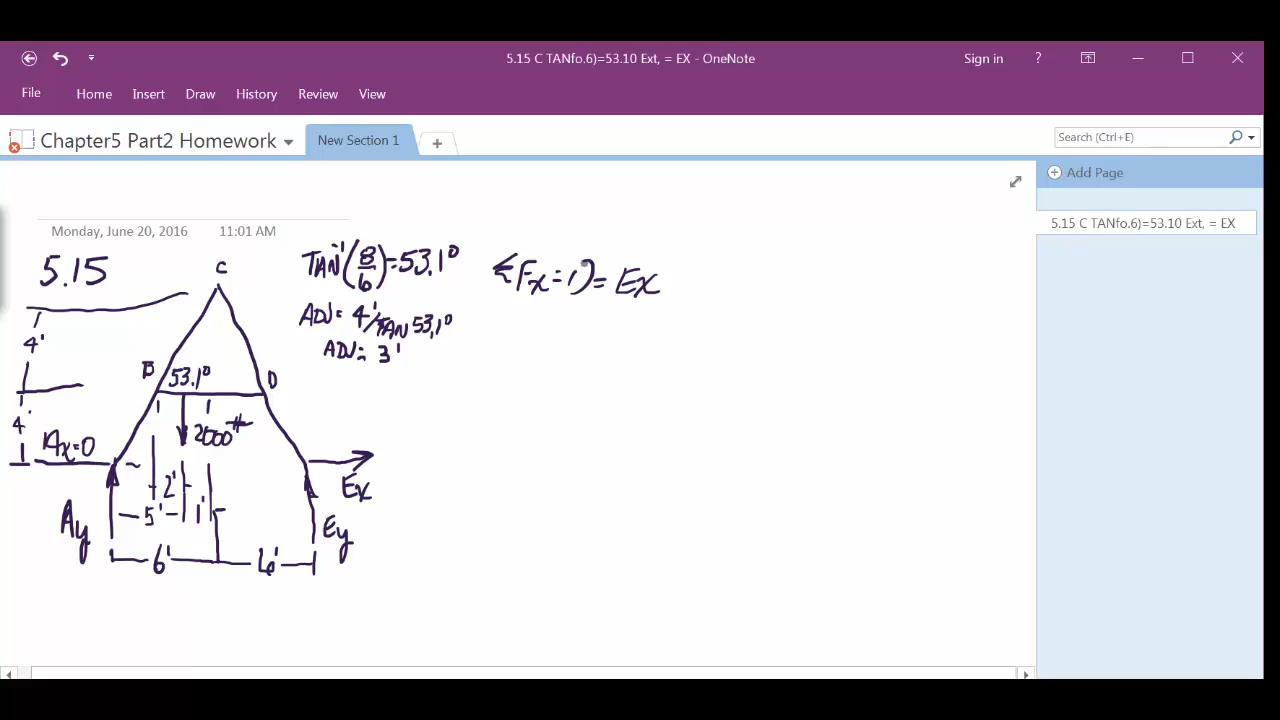 5.15 C TANfo.6)=53.10 Ext, = EX - OneNote
Sign in
?
File
Home
Insert
Draw
History
Review
View
Chapter5 Part2 Homework
New Section 1
+
Search (Ctrl+E)
Add Page
5.15 C TANfo.6)=53.10 Ext, = EX
Monday, June 20, 2016
11:01 AM
5.15
C
TAN⁻¹(8/6)=53.1°
ΣFx=0=Ex
ADJ= 4'/TAN 53.1°
ADJ= 3'
4'
B
53.1°
D
4'
2000#
Ax=0
2'
Ex
Ay
5'
1'
Ey
6'
6'